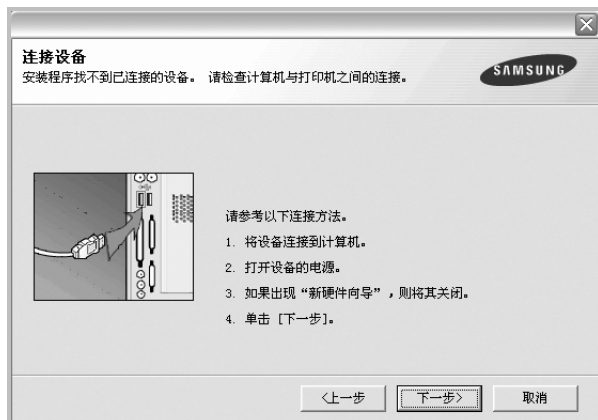 连接设备
安装程序找不到已连接的设备。 请检查计算机与打印机之间的连接。
SAMSUNG
请参考以下连接方法。
1. 将设备连接到计算机。
2. 打开设备的电源。
3. 如果出现“新硬件向导”，则将其关闭。
4. 单击 [下一步]。
<上一步
下一步>
取消